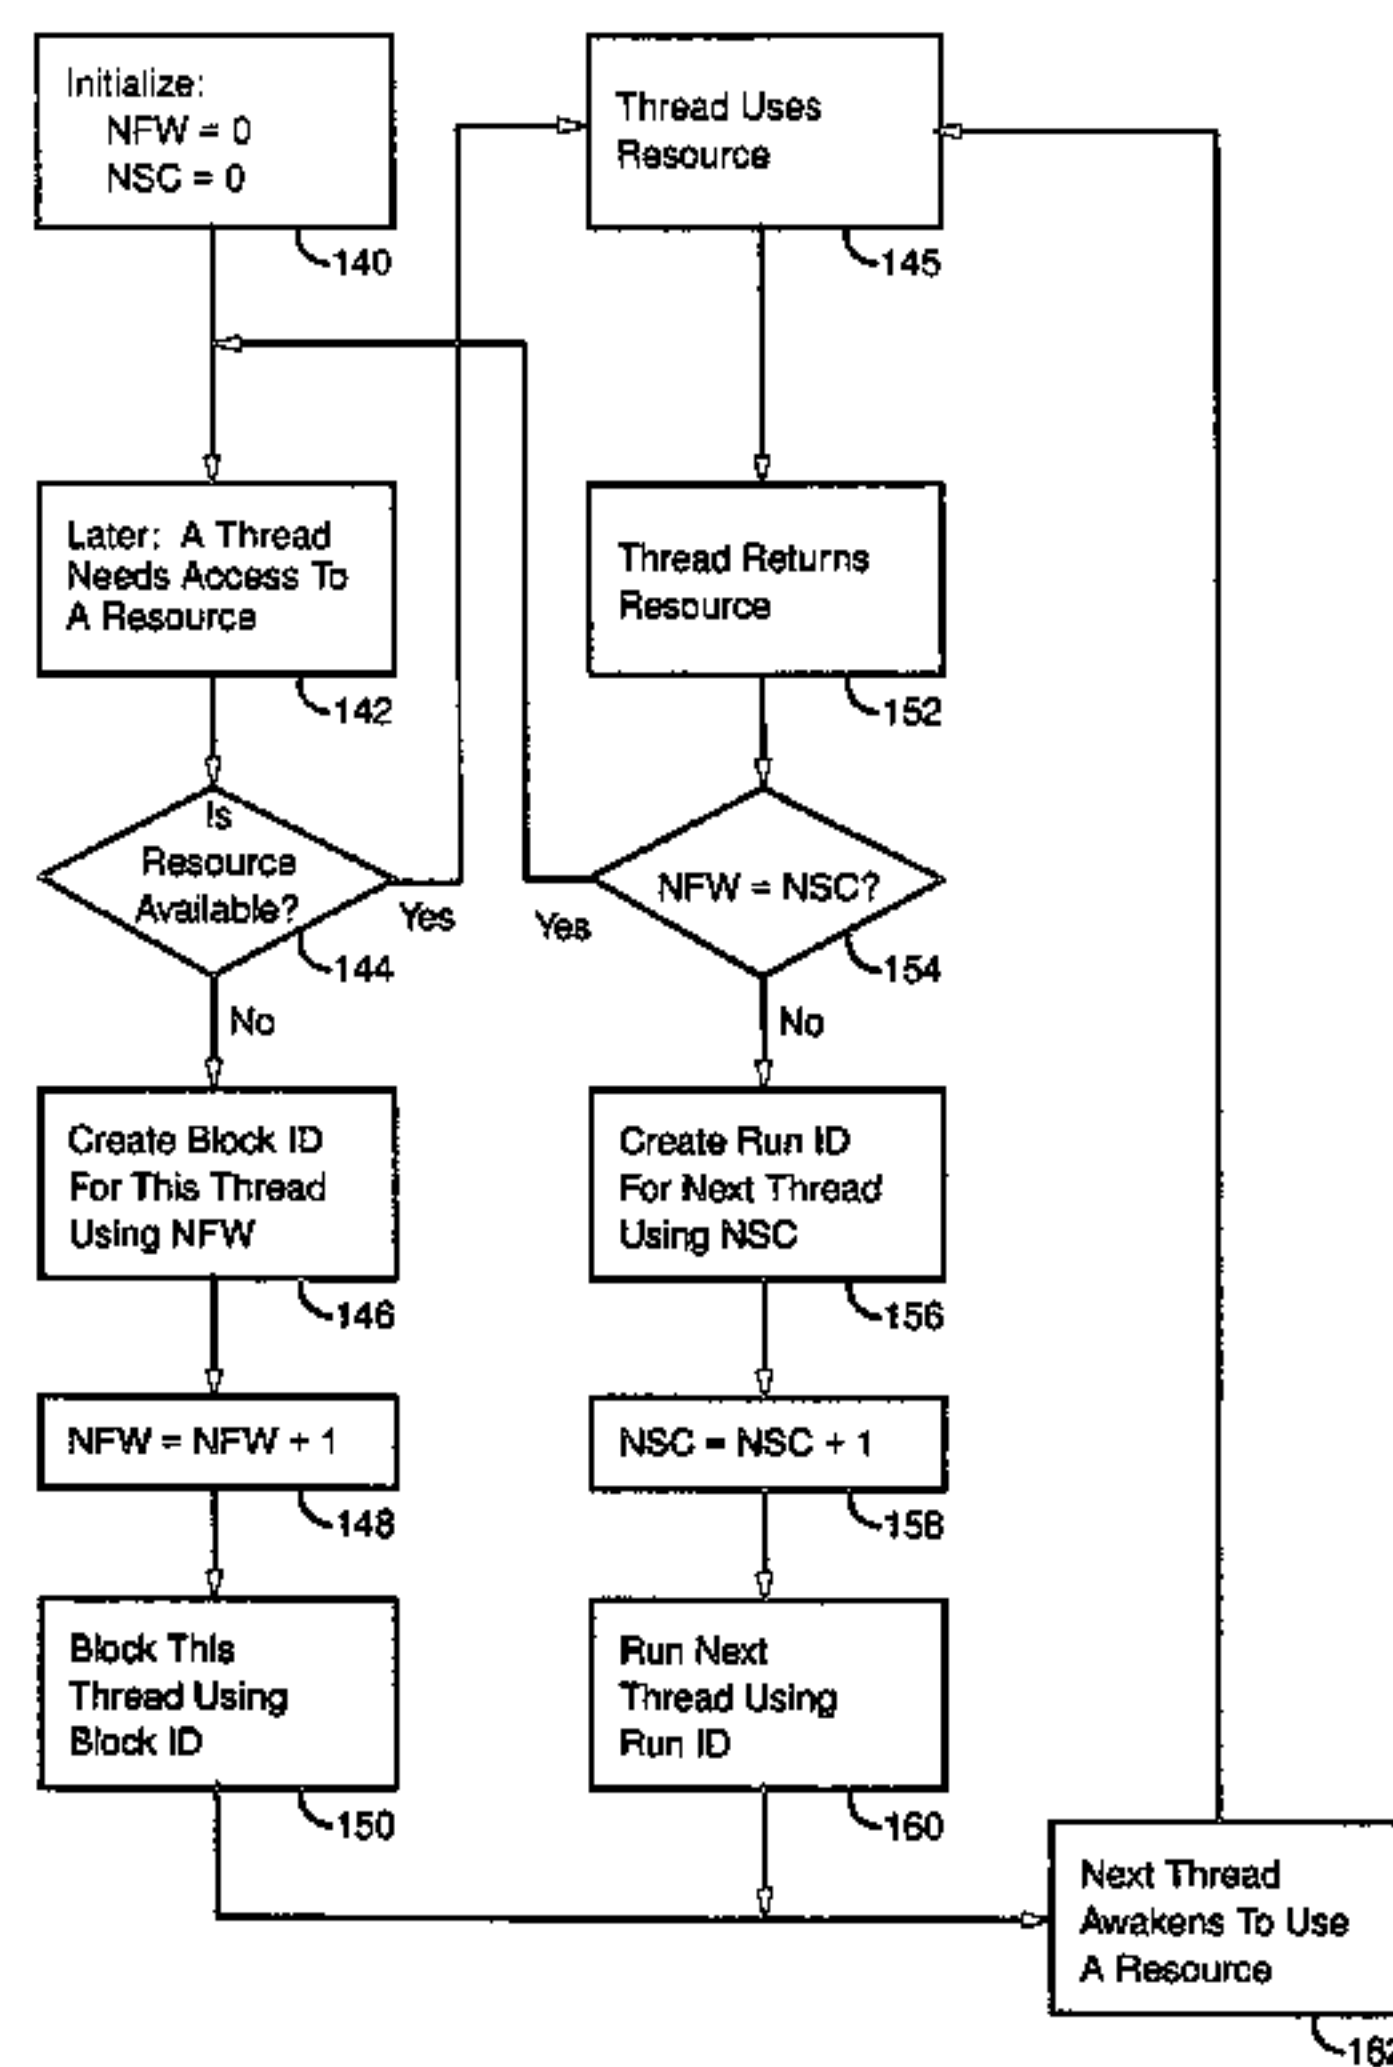 Initialize:
NFW = 0
NSC = 0
140
Thread Uses
Resource
145
Later: A Thread
Needs Access To
A Resource
142
Thread Returns
Resource
152
Is
Resource
Available?
Yes
144
No
NFW = NSC?
Yes
154
No
Create Block ID
For This Thread
Using NFW
146
Create Run ID
For Next Thread
Using NSC
156
NFW = NFW + 1
148
NSC = NSC + 1
158
Block This
Thread Using
Block ID
150
Run Next
Thread Using
Run ID
160
Next Thread
Awakens To Use
A Resource
162